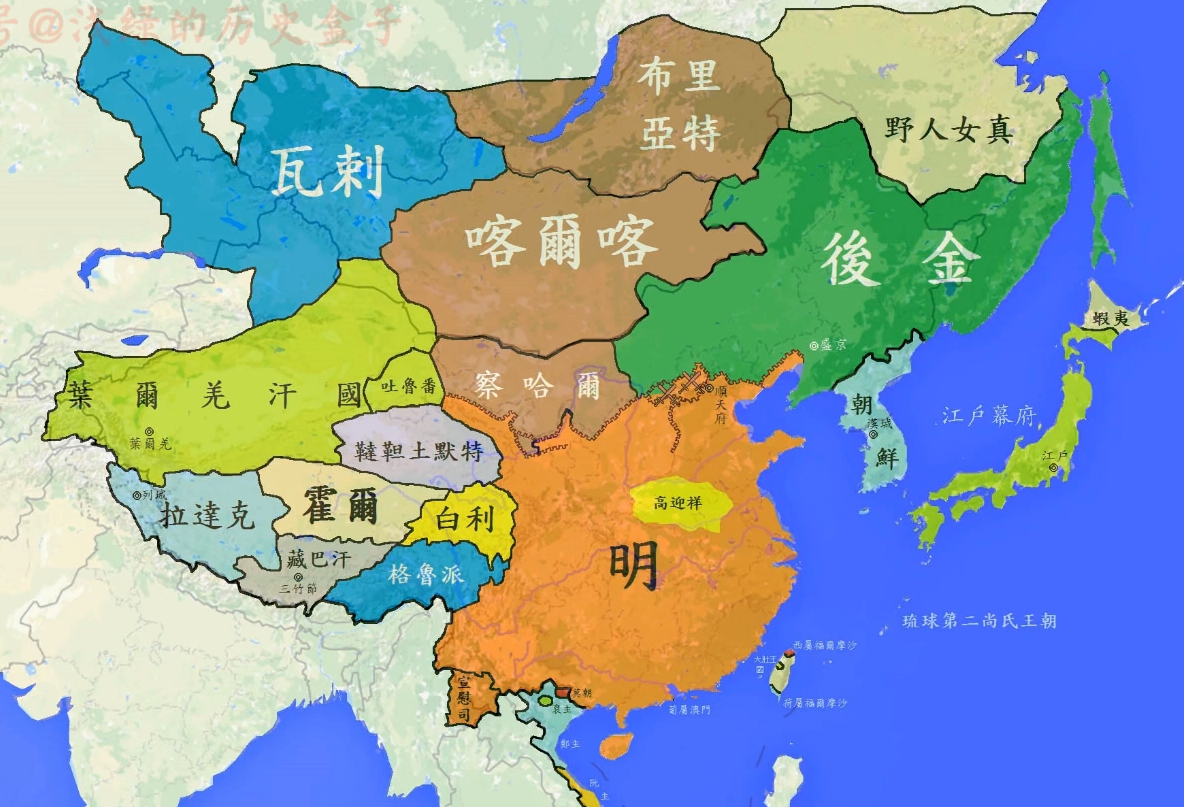 号@浅绿的历史盒子
布里
亞特
野人女真
瓦剌
喀爾喀
後金
蝦夷
盛京
察哈爾
葉爾羌汗國
吐魯番
葉爾羌
順天府
朝鮮
漢城
江戶幕府
江戶
韃靼土默特
列城
拉達克
霍爾
白利
高迎祥
藏巴汗
三竹節
格魯派
明
琉球第二尚氏王朝
西屬福爾摩沙
大肚王
國
荷屬福爾摩沙
宣慰司
莫朝
裒主
葡屬澳門
鄭主
阮主